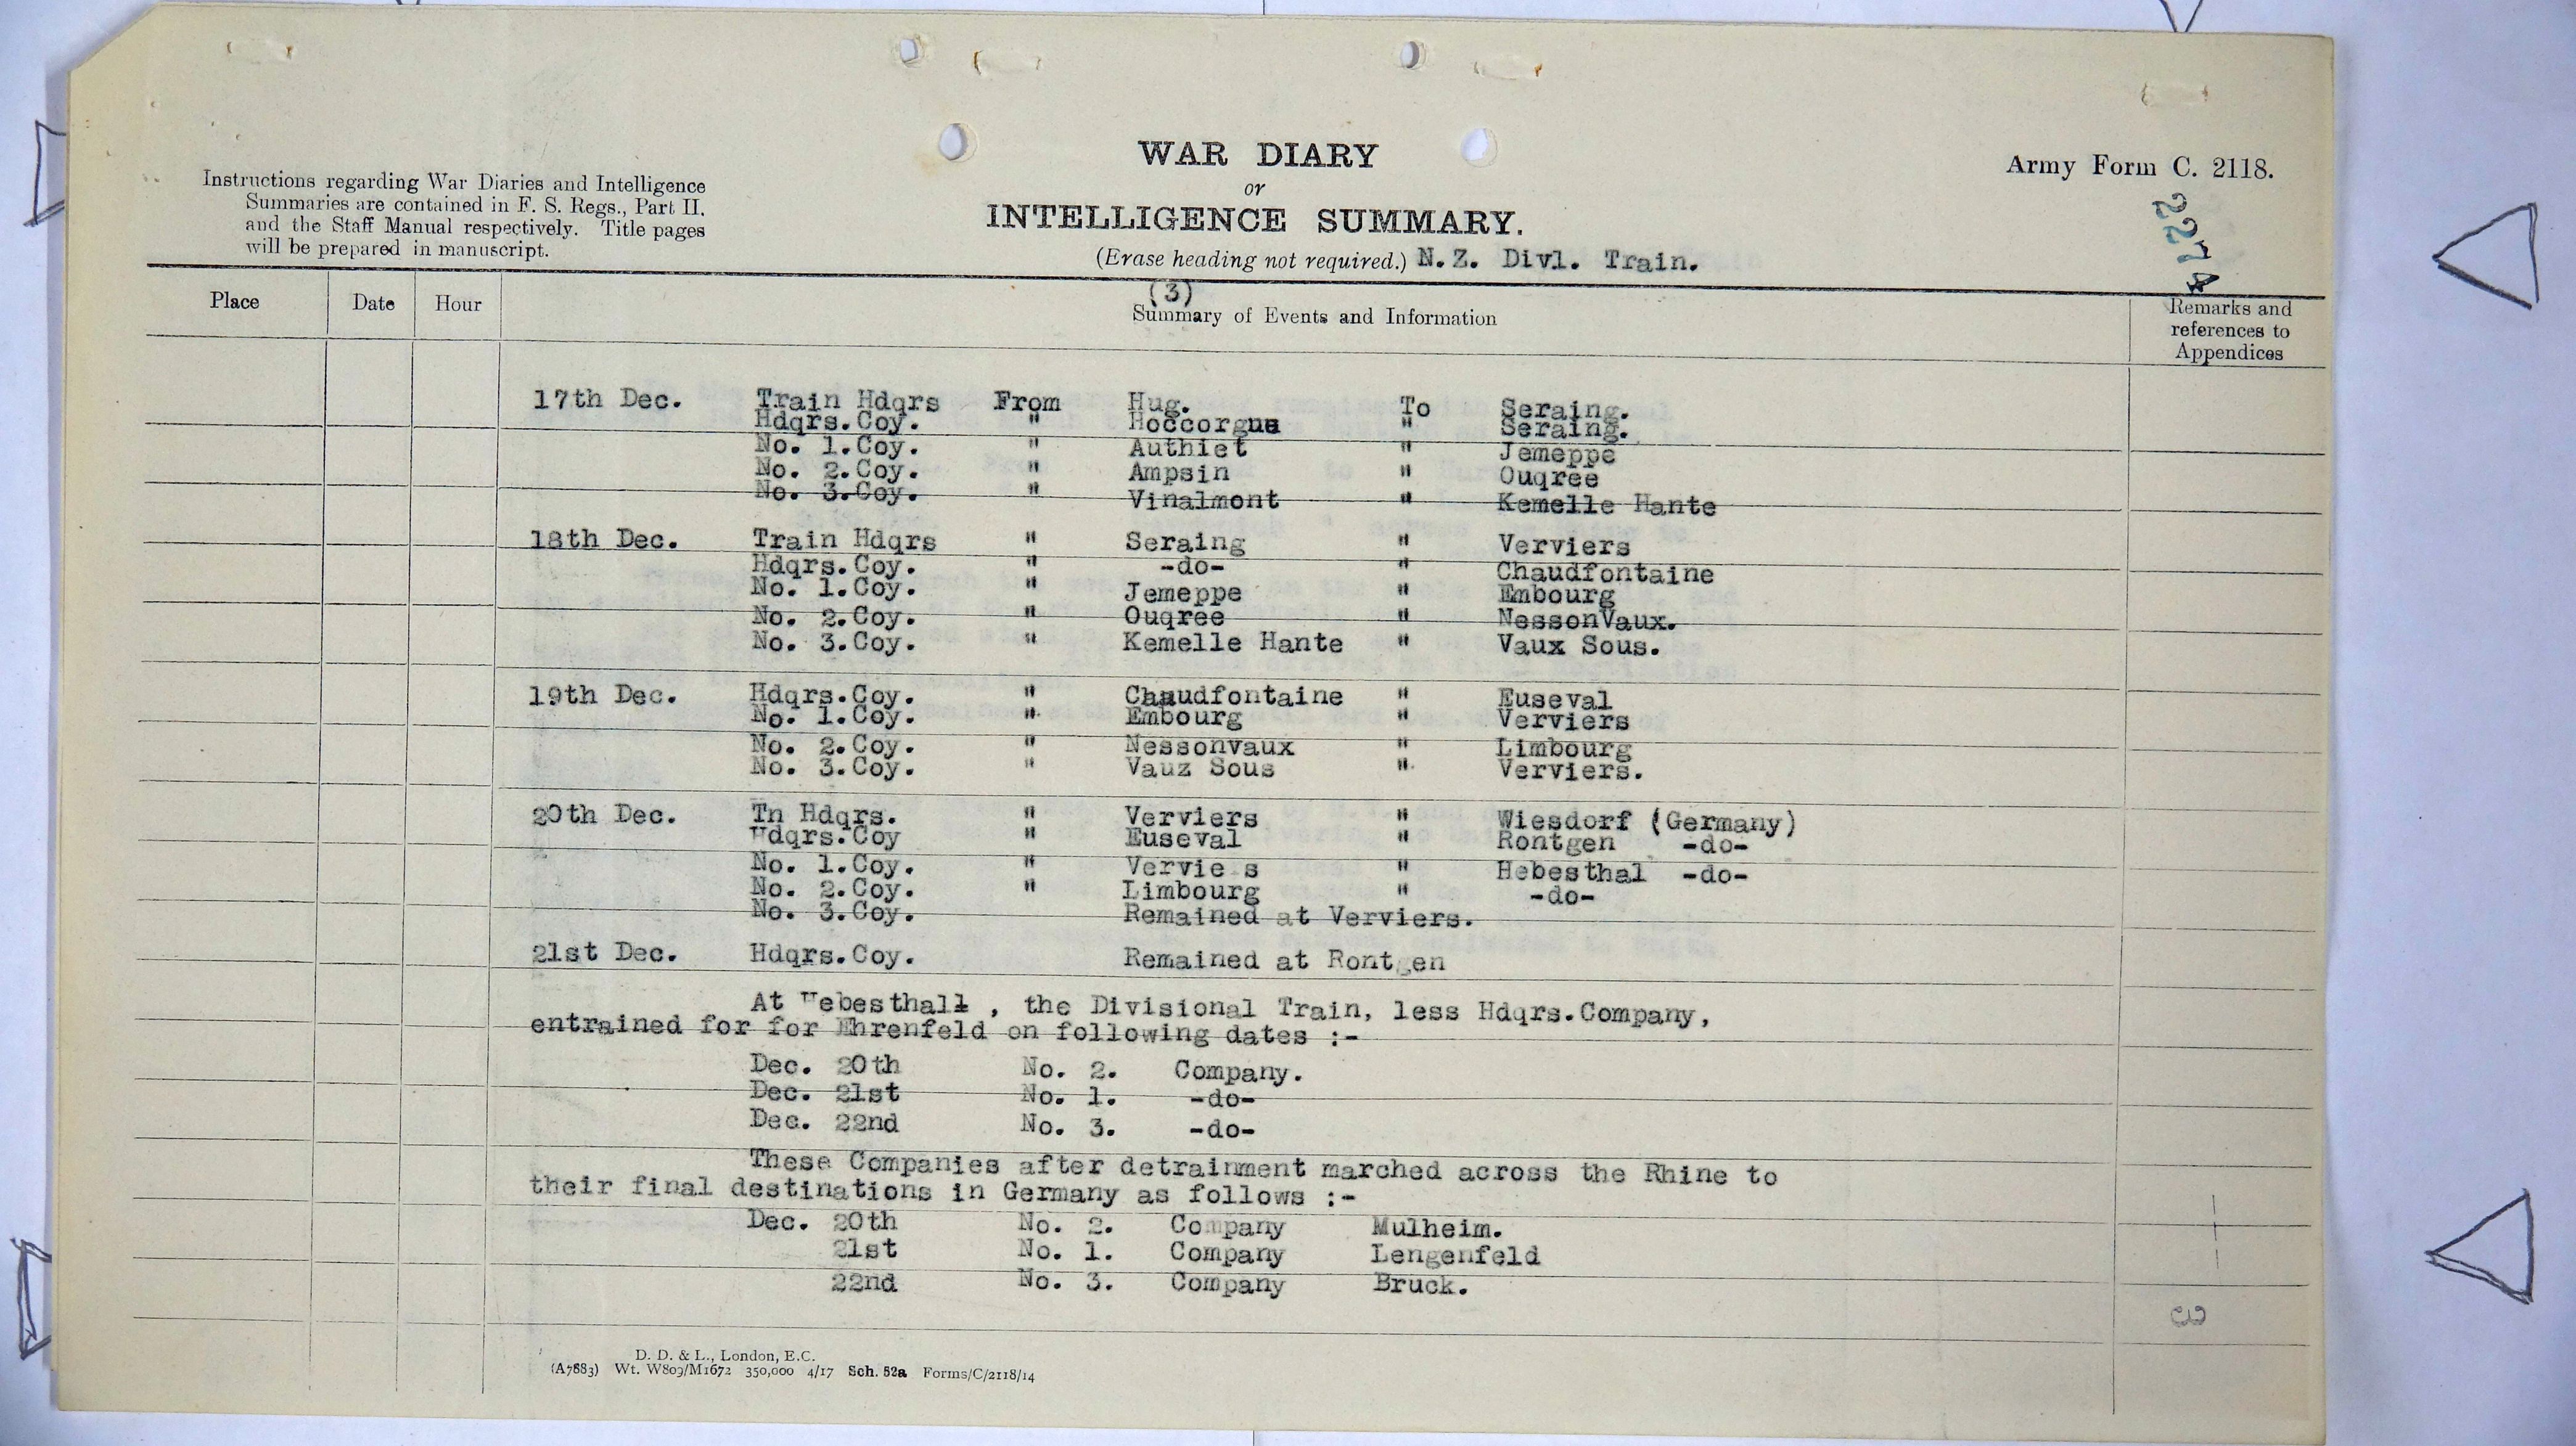 WAR DIARY
or
INTELLIGENCE SUMMARY.
(Erase heading not required.) N.Z. Divl. Train.
Army Form C. 2118.
Instructions regarding War Diaries and Intelligence
Summaries are contained in F. S. Regs., Part II.
and the Staff Manual respectively. Title pages
will be prepared in manuscript.
(3)
Place Date Hour Summary of Events and Information Remarks and
references to
Appendices
17th Dec. Train Hdqrs From Hug. To Seraing.
Hdqrs.Coy. " Hoccorgue " Seraing.
No. 1.Coy. " Authiet " Jemeppe
No. 2.Coy. " Ampsin " Ouqree
No. 3.Coy. " Vinalmont " Kemelle Hante
18th Dec. Train Hdqrs " Seraing " Verviers
Hdqrs.Coy. " -do- " Chaudfontaine
No. 1.Coy. " Jemeppe " Embourg
No. 2.Coy. " Ouqree " NessonVaux.
No. 3.Coy. " Kemelle Hante " Vaux Sous.
19th Dec. Hdqrs.Coy. " Chaudfontaine " Euseval
No. 1.Coy. " Embourg " Verviers
No. 2.Coy. " Nessonvaux " Limbourg
No. 3.Coy. " Vauz Sous " Verviers.
20th Dec. Tn Hdqrs. " Verviers " Wiesdorf (Germany)
Hdqrs.Coy " Euseval " Rontgen -do-
No. 1.Coy. " Vervie s " Hebesthal -do-
No. 2.Coy. " Limbourg " -do-
No. 3.Coy. Remained at Verviers.
21st Dec. Hdqrs.Coy. Remained at Rontgen
At Hebesthall , the Divisional Train, less Hdqrs.Company,
entrained for for Ehrenfeld on following dates :-
Dec. 20th No. 2. Company.
Dec. 21st No. 1. -do-
Dec. 22nd No. 3. -do-
These Companies after detrainment marched across the Rhine to
their final destinations in Germany as follows :-
Dec. 20th No. 2. Company Mulheim.
21st No. 1. Company Lengenfeld
22nd No. 3. Company Bruck.
3
D. D. & L., London, E.C.
(A7883) Wt. W809/M1672 350,000 4/17 Sch. 52a Forms/C/2118/14